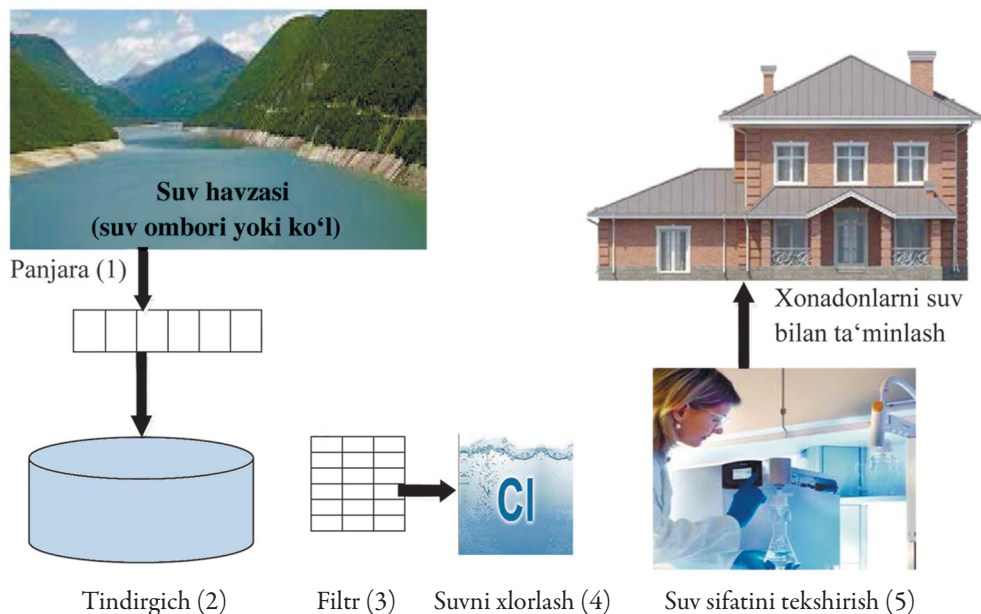 Suv havzasi
(suv ombori yoki ko‘l)
Panjara (1)
Xonadonlarni suv
bilan ta‘minlash
Cl
Tindirgich (2)
Filtr (3)
Suvni xlorlash (4)
Suv sifatini tekshirish (5)